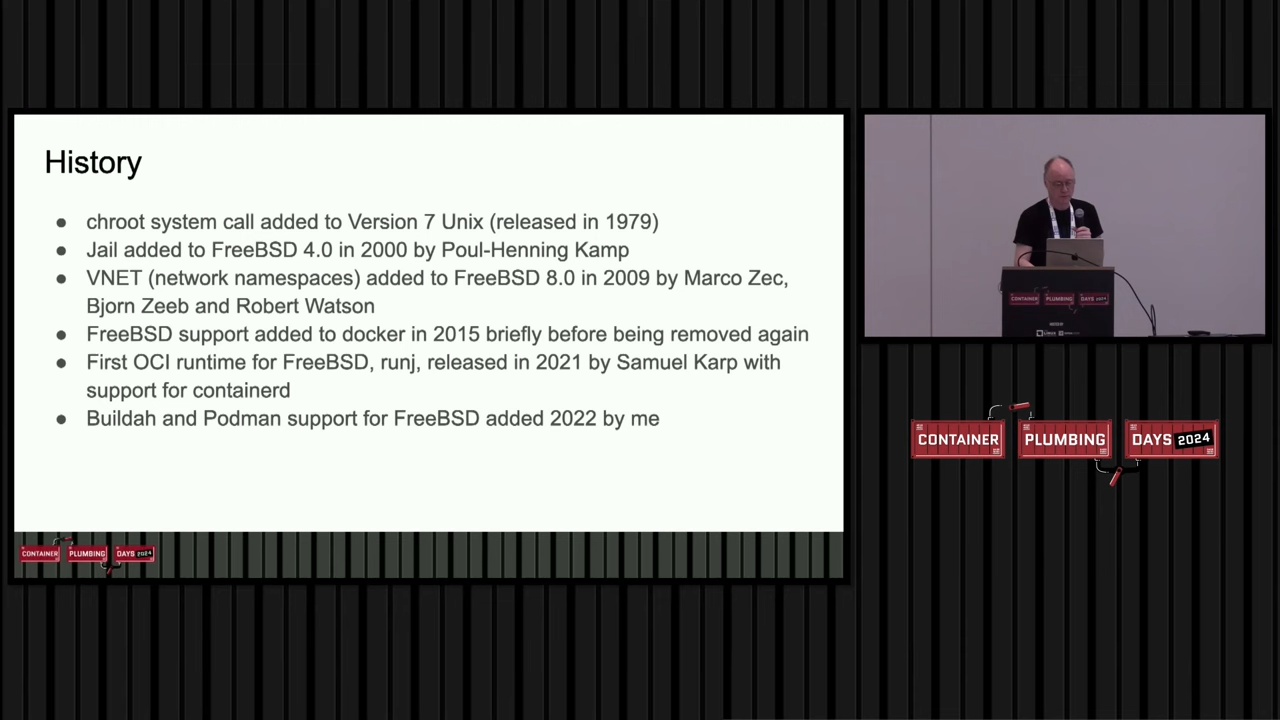 History
● chroot system call added to Version 7 Unix (released in 1979)
● Jail added to FreeBSD 4.0 in 2000 by Poul-Henning Kamp
● VNET (network namespaces) added to FreeBSD 8.0 in 2009 by Marco Zec,
Bjorn Zeeb and Robert Watson
● FreeBSD support added to docker in 2015 briefly before being removed again
● First OCI runtime for FreeBSD, runj, released in 2021 by Samuel Karp with
support for containerd
● Buildah and Podman support for FreeBSD added 2022 by me
CONTAINER PLUMBING DAYS 2024
CONTAINER PLUMBING DAYS 2024
CONTAINER PLUMBING DAYS 2024